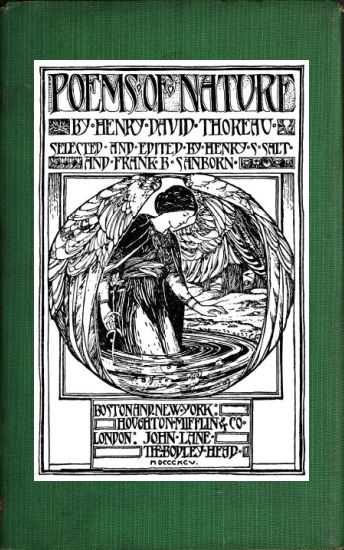 POEMS·OF·NATURE
BY·HENRY·DAVID·THOREAU·
SELECTED·AND·EDITED·BY·HENRY·S·SALT
·AND·FRANK·B·SANBORN·
BOSTON AND NEW·YORK:
HOUGHTON·MIFFLIN & CO·
LONDON: JOHN·LANE·
THE·BODLEY·HEAD·
MDCCCXCV.